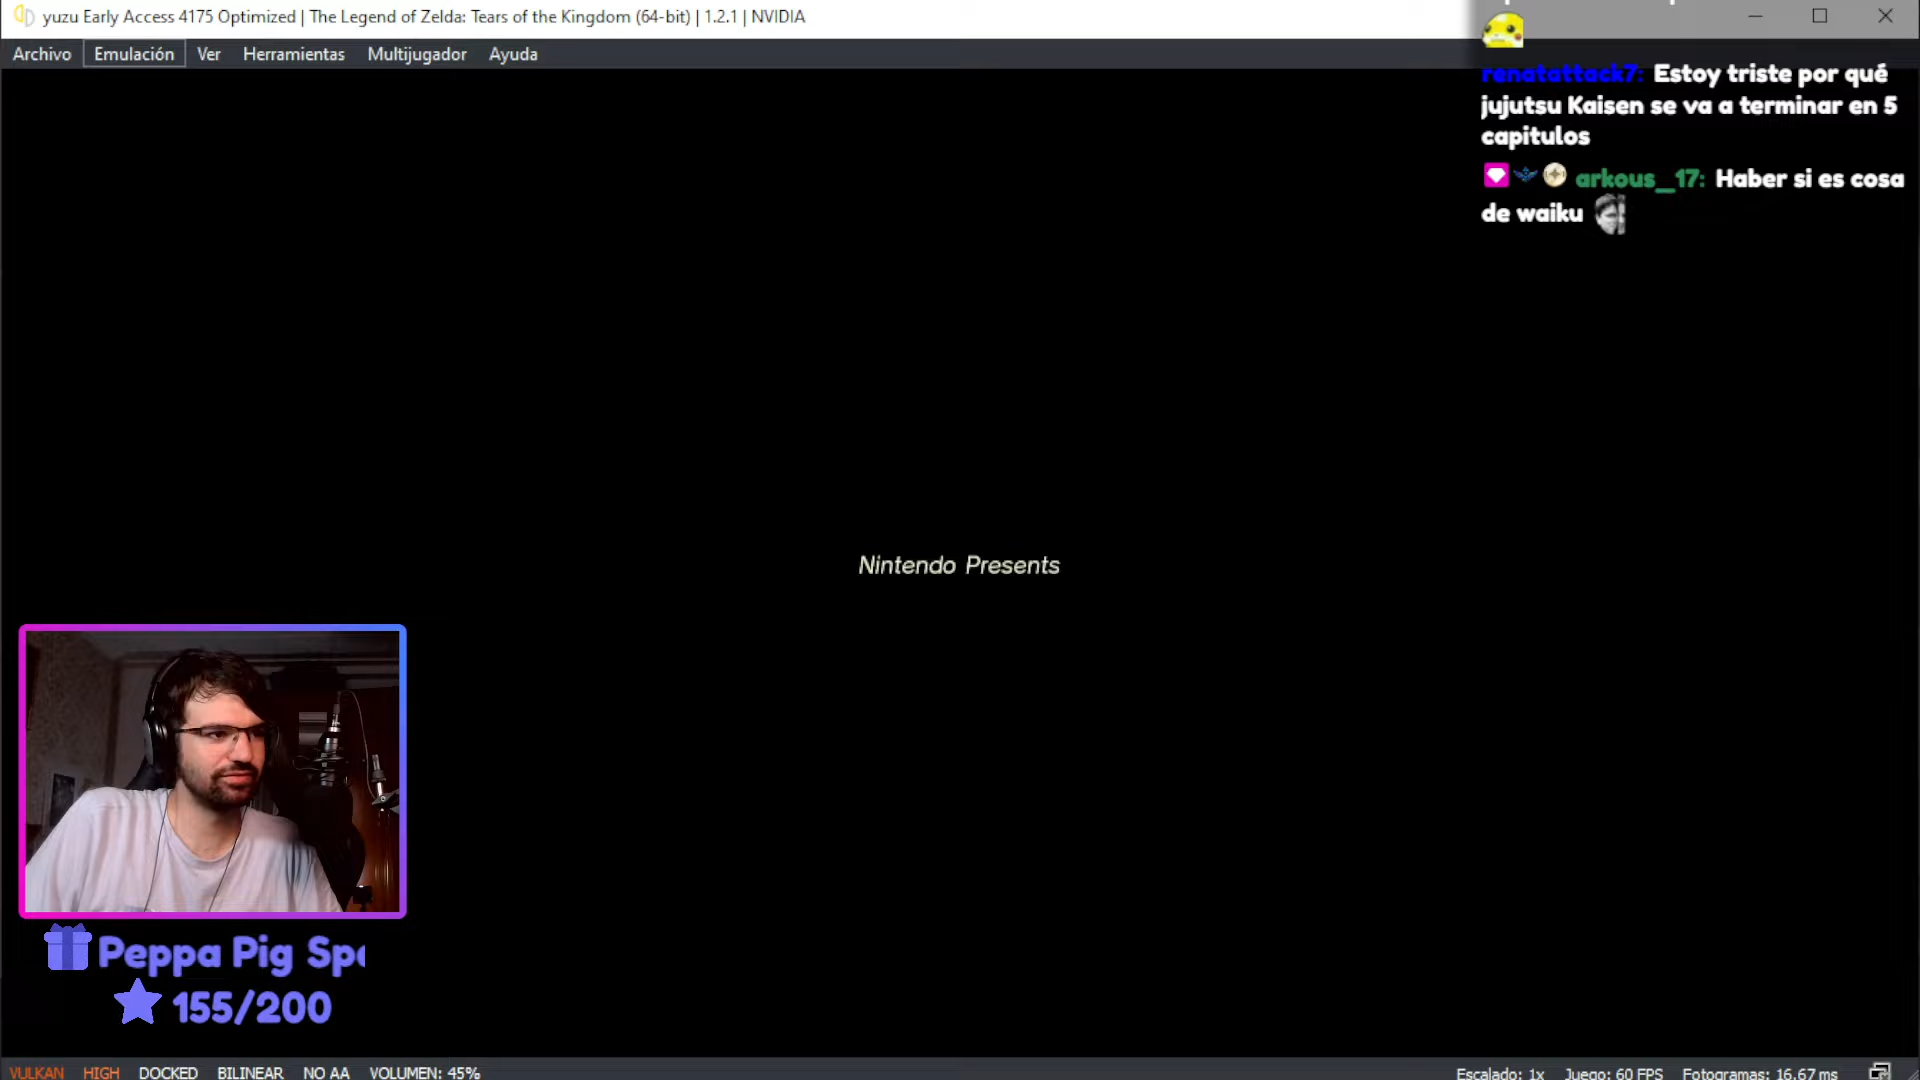 yuzu Early Access 4175 Optimized | The Legend of Zelda: Tears of the Kingdom (64-bit) | 1.2.1 | NVIDIA
Archivo Emulación Ver Herramientas Multijugador Ayuda
renatattack7: Estoy triste por qué
jujutsu Kaisen se va a terminar en 5
capitulos
arkous_17: Haber si es cosa
de waiku
Nintendo Presents
Peppa Pig
155/200
VULKAN HIGH DOCKED BILINEAR NO AA VOLUMEN: 45%
Escalado: 1x Juego: 60 FPS Fotogramas: 16.67 ms